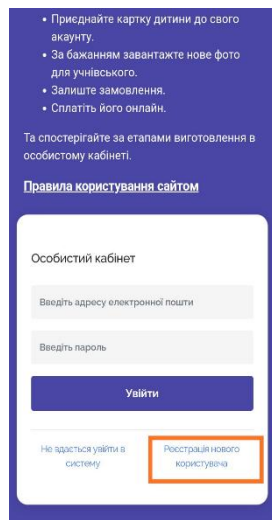 • Приєднайте картку дитини до свого
акаунту.
• За бажанням завантажте нове фото
для учнівського.
• Залиште замовлення.
• Сплатіть його онлайн.
Та спостерігайте за етапами виготовлення в
особистому кабінеті.
Правила користування сайтом
Особистий кабінет
Введіть адресу електронної пошти
Введіть пароль
Увійти
Не вдається увійти в
систему
Реєстрація нового
користувача